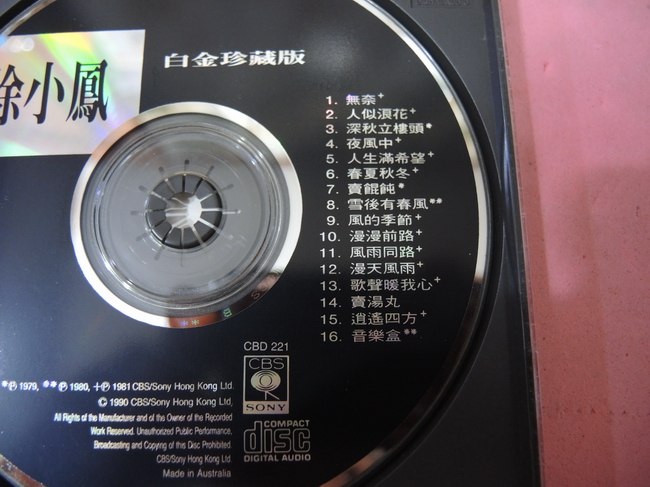 徐小鳳
白金珍藏版
1. 無奈+
2. 人似浪花+
3. 深秋立樓頭*
4. 夜風中+
5. 人生滿希望+
6. 春夏秋冬+
7. 賣餛飩*
8. 雪後有春風**
9. 風的季節+
10. 漫漫前路+
11. 風雨同路+
12. 漫天風雨+
13. 歌聲暖我心+
14. 賣湯丸
15. 逍遙四方+
16. 音樂盒**
CBD 221
CBS
SONY
*℗ 1979, **℗ 1980, +℗ 1981 CBS/Sony Hong Kong Ltd.
© 1990 CBS/Sony Hong Kong Ltd,
All Rights of the Manufacturer and of the Owner of the Recorded
Work Reserved. Unauthorized Public Performance,
Broadcasting and Copying of this Disc Prohibited.
CBS/Sony Hong Kong Ltd.
Made in Australia
COMPACT
disc
DIGITAL AUDIO